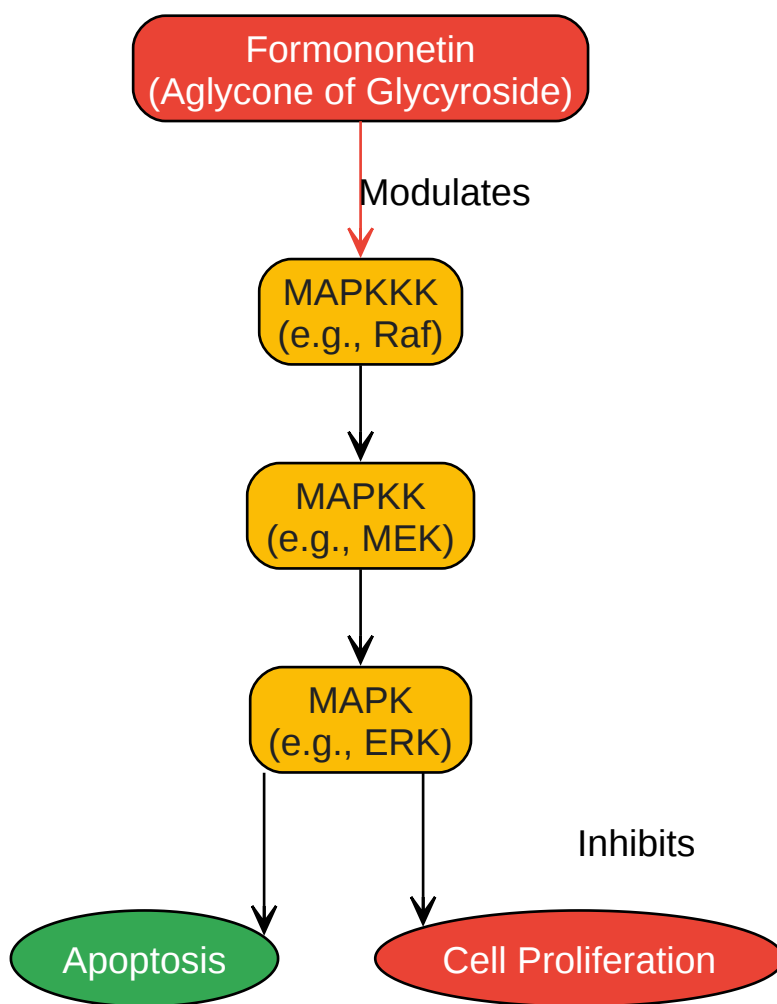 Formononetin
(Aglycone of Glycyroside)
Modulates
MAPKKK
(e.g., Raf)
MAPKK
(e.g., MEK)
MAPK
(e.g., ERK)
Inhibits
Apoptosis
Cell Proliferation